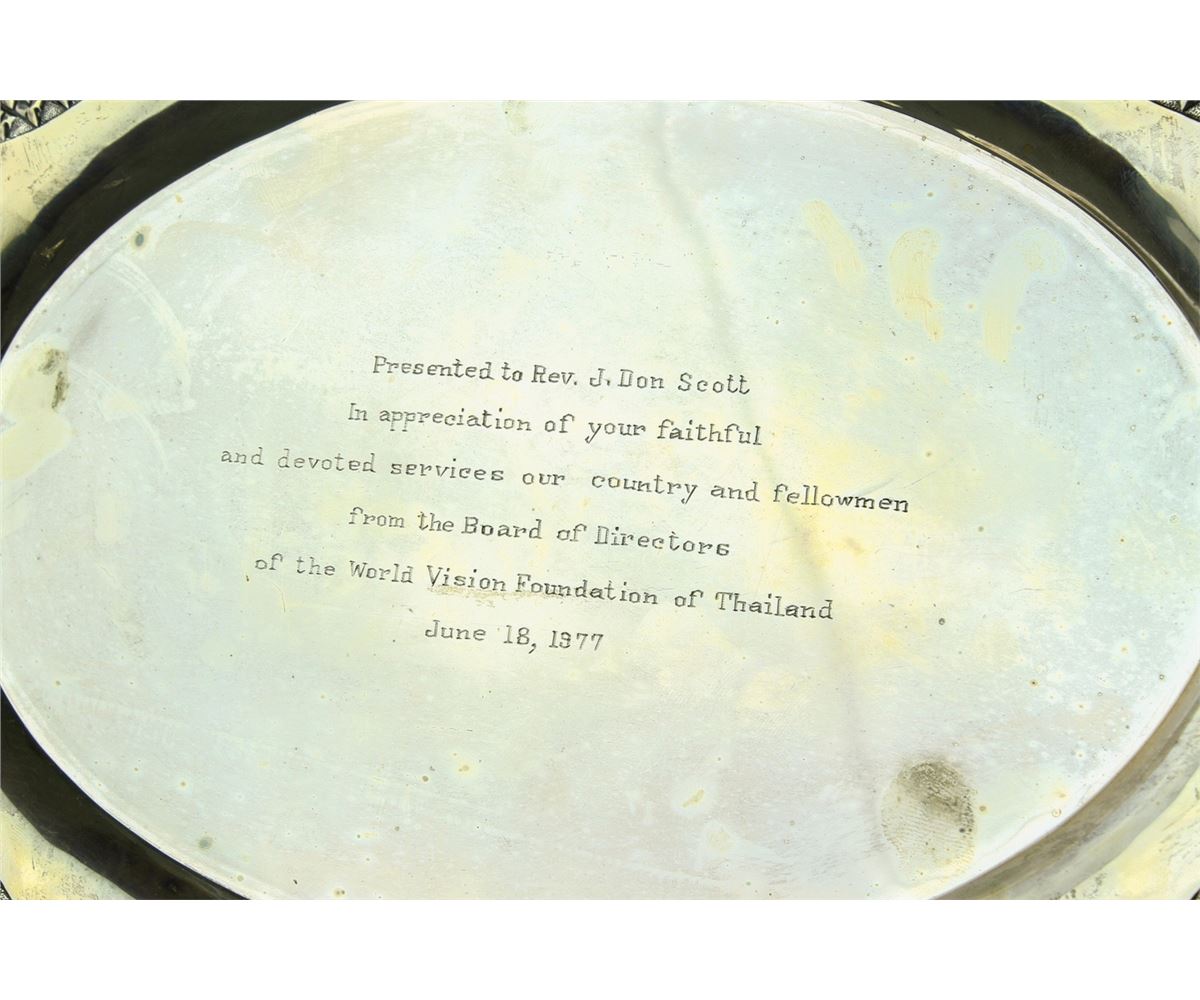 Presented to Rev. J. Don Scott
In appreciation of your faithful
and devoted services our country and fellowmen
from the Board of Directors
of the World Vision Foundation of Thailand
June 18, 1977